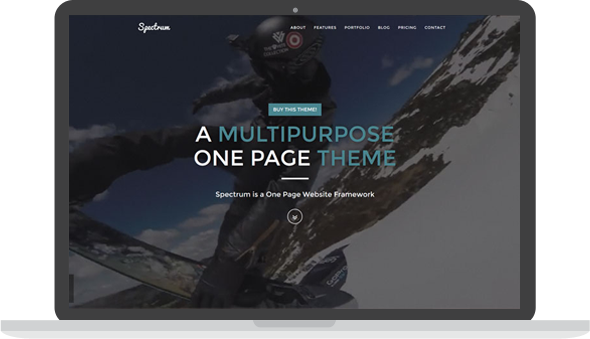 Spectrum
ABOUT FEATURES PORTFOLIO BLOG PRICING CONTACT
BUY THIS THEME!
A MULTIPURPOSE
ONE PAGE THEME
Spectrum is a One Page Website Framework